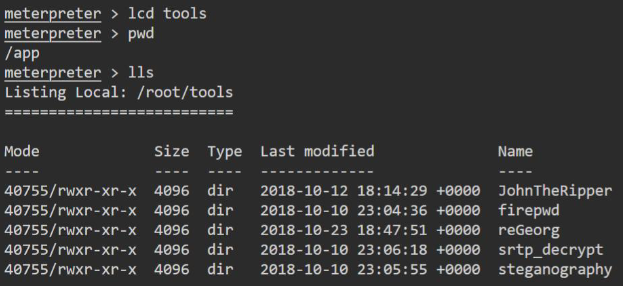 meterpreter > lcd tools
meterpreter > pwd
/app
meterpreter > lls
Listing Local: /root/tools
==========================
Mode Size Type Last modified Name
---- ---- ---- ------------- ----
40755/rwxr-xr-x 4096 dir 2018-10-12 18:14:29 +0000 JohnTheRipper
40755/rwxr-xr-x 4096 dir 2018-10-10 23:04:36 +0000 firepwd
40755/rwxr-xr-x 4096 dir 2018-10-23 18:47:51 +0000 reGeorg
40755/rwxr-xr-x 4096 dir 2018-10-10 23:06:18 +0000 srtp_decrypt
40755/rwxr-xr-x 4096 dir 2018-10-10 23:05:55 +0000 steganography